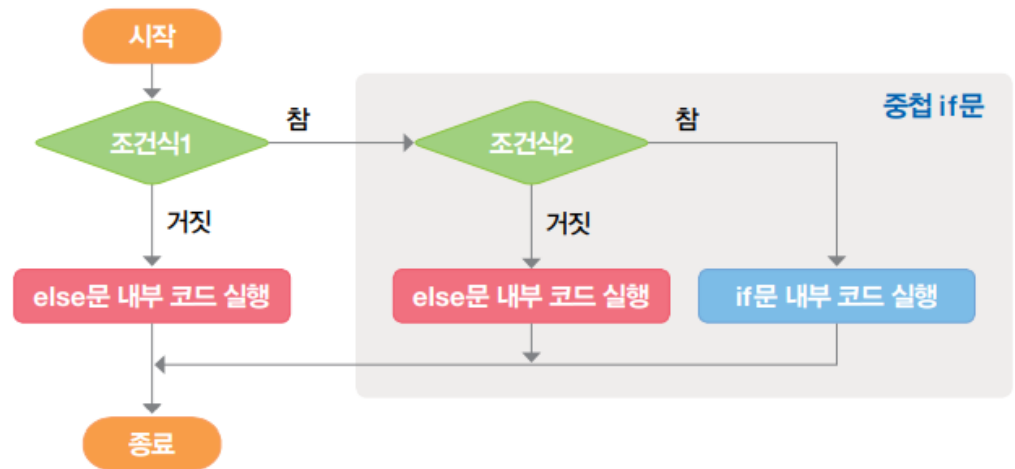 시작
중첩 if문
조건식1
참
조건식2
참
거짓
거짓
else문 내부 코드 실행
else문 내부 코드 실행
if문 내부 코드 실행
종료